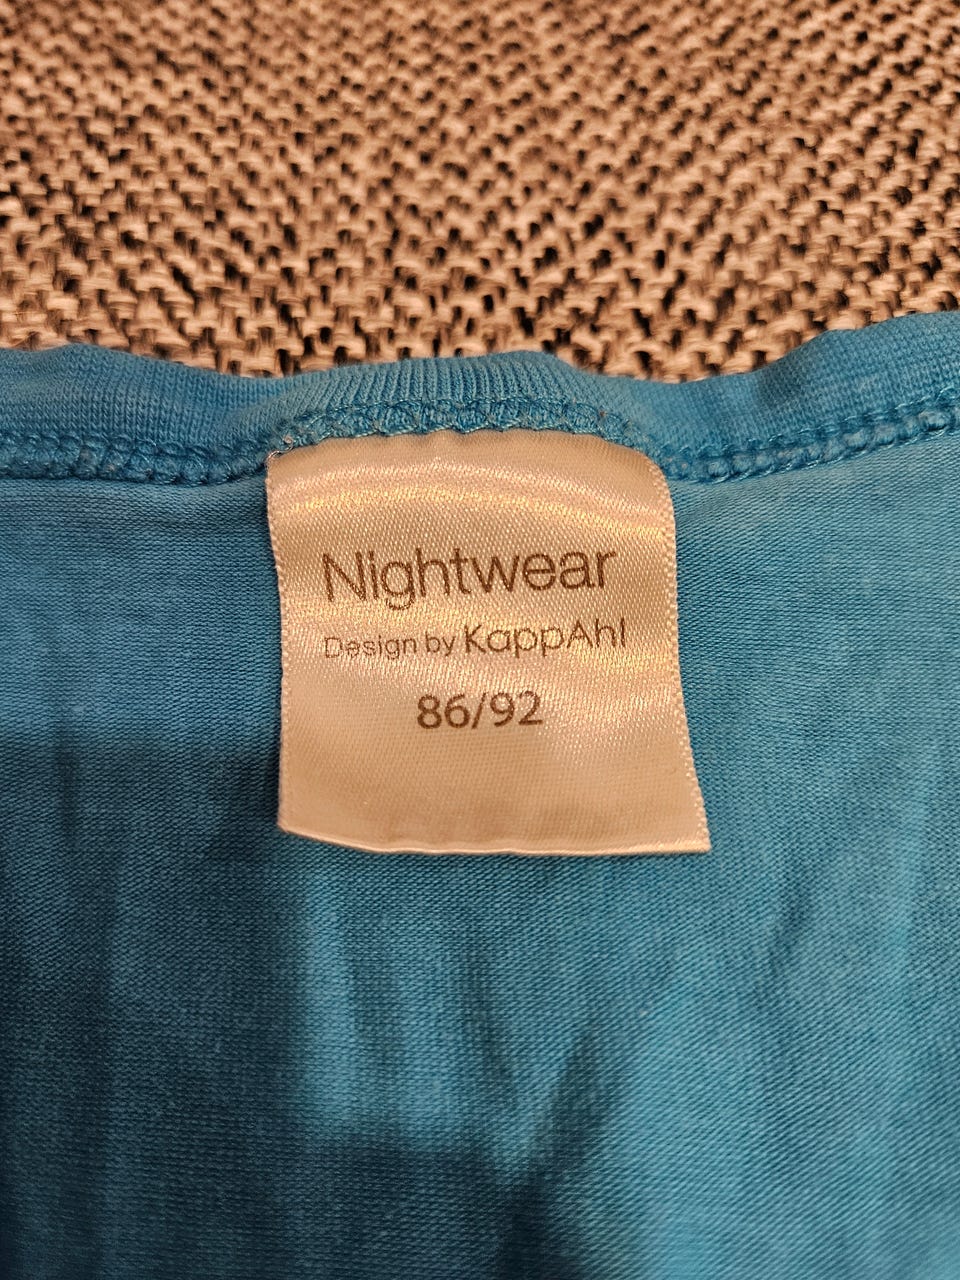 Nightwear
Design by KappAhl
86/92